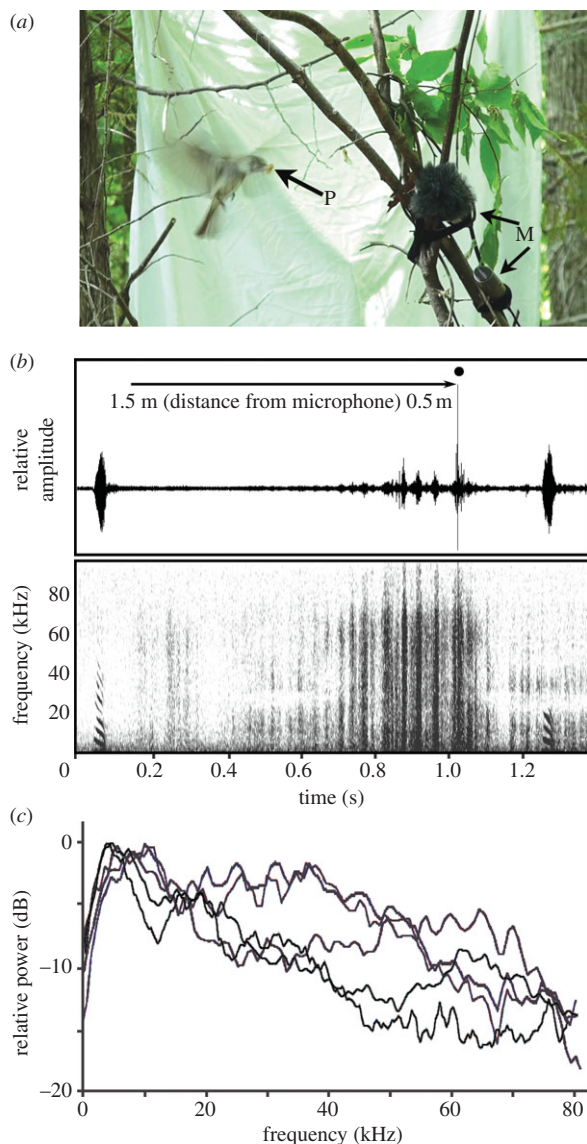 (a)
P
M
(b)
1.5 m (distance from microphone) 0.5 m
relative
amplitude
frequency (kHz)
80
60
40
20
0
0.2
0.4
0.6
0.8
1.0
1.2
time (s)
(c)
relative power (dB)
0
–10
–20
0
20
40
60
80
frequency (kHz)